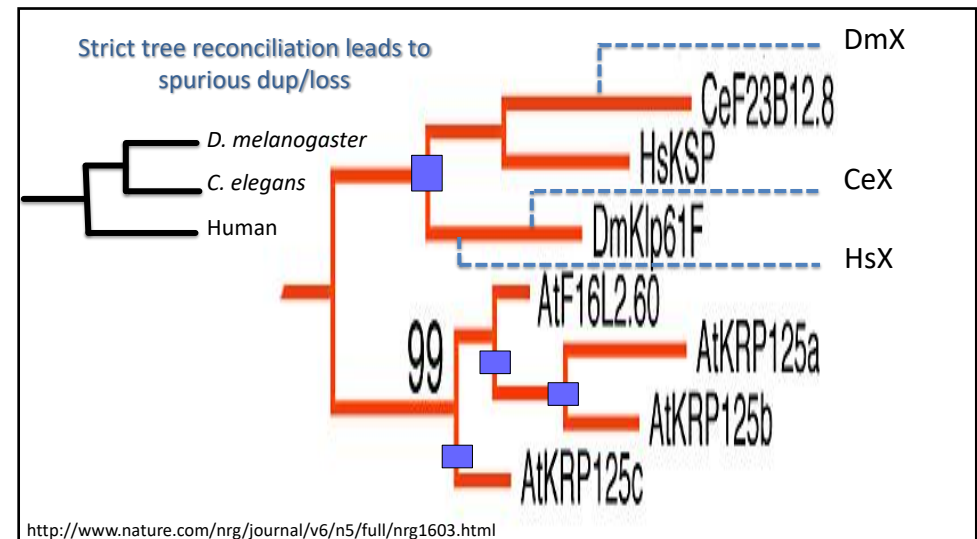 Strict tree reconciliation leads to
spurious dup/loss
DmX
CeF23B12.8
D. melanogaster
HsKSP
C. elegans
CeX
Human
DmKlp61F
HsX
AtF16L2.60
99
AtKRP125a
AtKRP125b
AtKRP125c
http://www.nature.com/nrg/journal/v6/n5/full/nrg1603.html